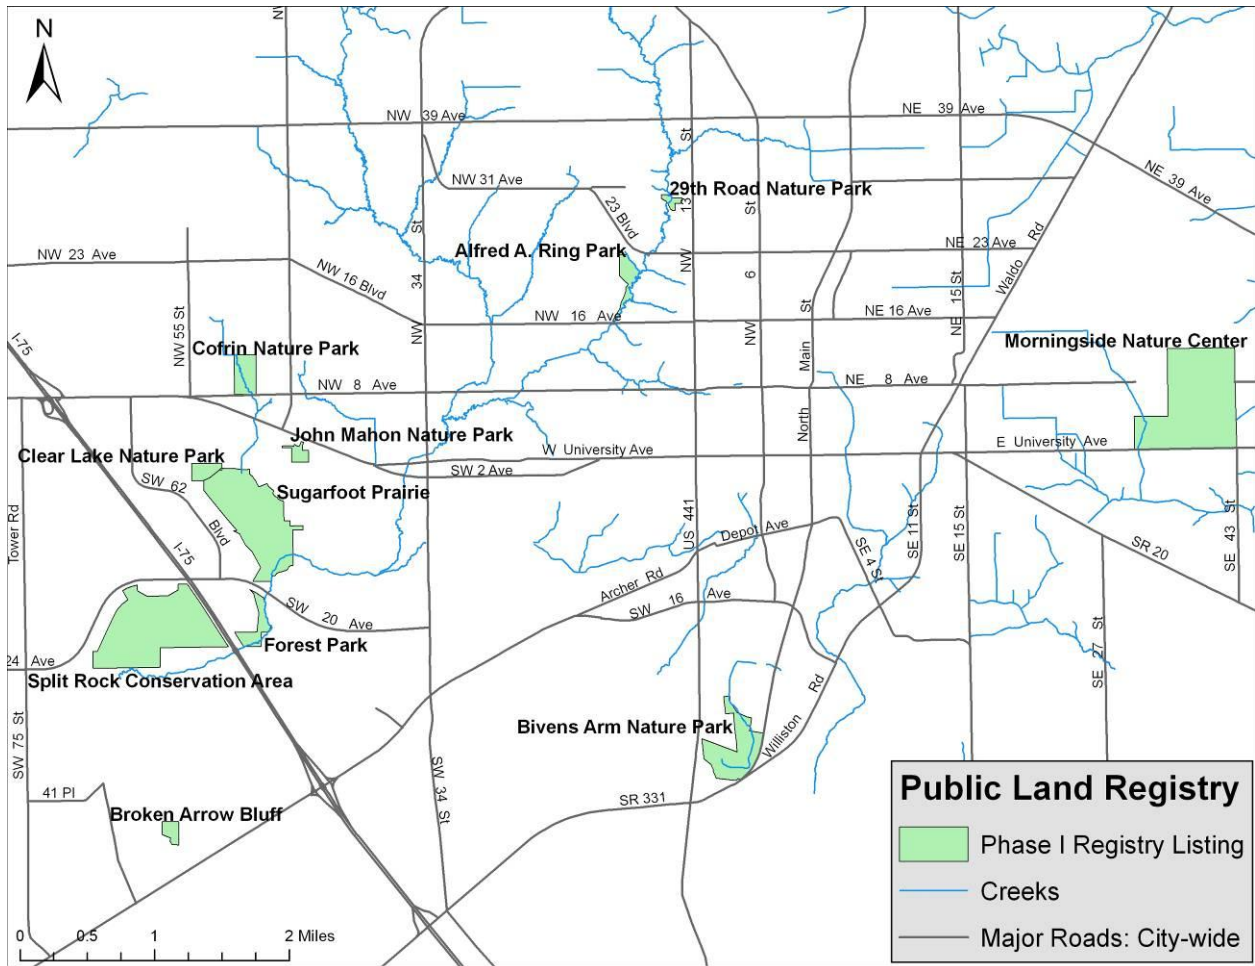 N
NW
NW 39 Ave
NE 39 Ave
St
NW 31 Ave
29th Road Nature Park
NE 39 Ave
13
23 Blvd
St
St
Alfred A. Ring Park
NW 23 Ave
NW
NE 23 Ave
Waldo Rd
NW 16 Blvd
34
6
NE 15 St
St
NW 16 Ave
NE 16 Ave
I-75
NW 55 St
NW
NW
Main
Morningside Nature Center
Cofrin Nature Park
NW 8 Ave
NE 8 Ave
North
John Mahon Nature Park
Clear Lake Nature Park
W University Ave
E University Ave
SW 2 Ave
SW 62
Blvd
Sugarfoot Prairie
Tower Rd
I-75
US 441
Depot Ave
SE 11 St
SE 15 St
SR 20
SE 43 St
SE 4 St
Archer Rd
SW 16 Ave
SW 20 Ave
Forest Park
24 Ave
SE 27 St
Split Rock Conservation Area
SW 75 St
Bivens Arm Nature Park
Williston Rd
SW 34 St
41 Pl
SR 331
Broken Arrow Bluff
Public Land Registry
Phase I Registry Listing
Creeks
Major Roads: City-wide
0 0.5 1 2 Miles